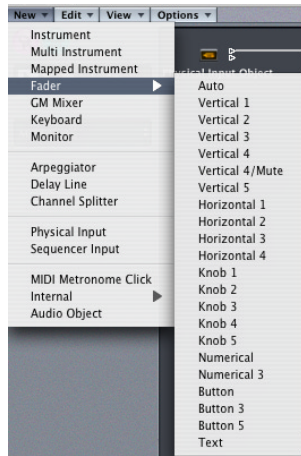 New Edit View Options
Instrument
Multi Instrument
Mapped Instrument
Fader
GM Mixer
Keyboard
Monitor
Arpeggiator
Delay Line
Channel Splitter
Physical Input
Sequencer Input
MIDI Metronome Click
Internal
Audio Object
Input Object
Auto
Vertical 1
Vertical 2
Vertical 3
Vertical 4
Vertical 4/Mute
Vertical 5
Horizontal 1
Horizontal 2
Horizontal 3
Horizontal 4
Knob 1
Knob 2
Knob 3
Knob 4
Knob 5
Numerical
Numerical 3
Button
Button 3
Button 5
Text